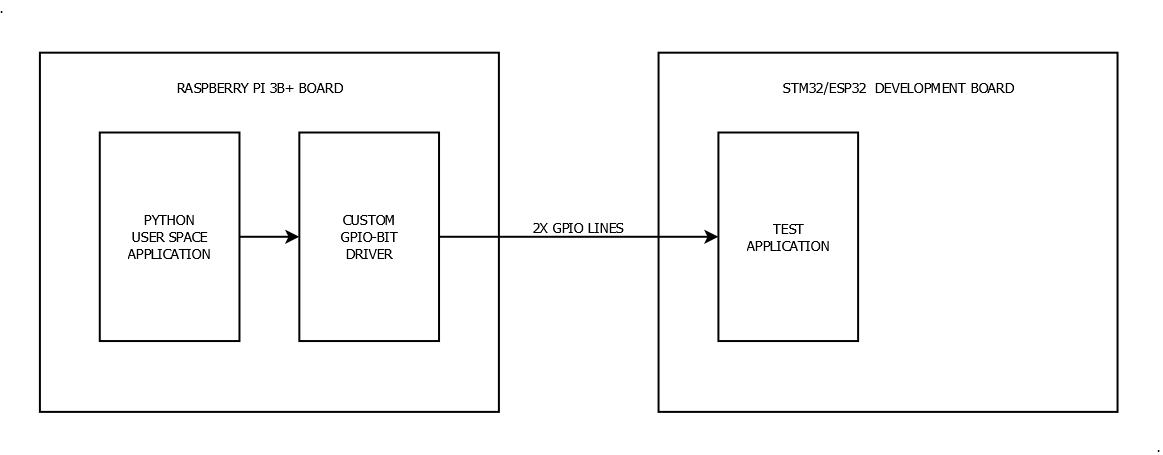 RASPBERRY PI 3B+ BOARD
STM32/ESP32 DEVELOPMENT BOARD
PYTHON
USER SPACE
APPLICATION
CUSTOM
GPIO-BIT
DRIVER
2X GPIO LINES
TEST
APPLICATION